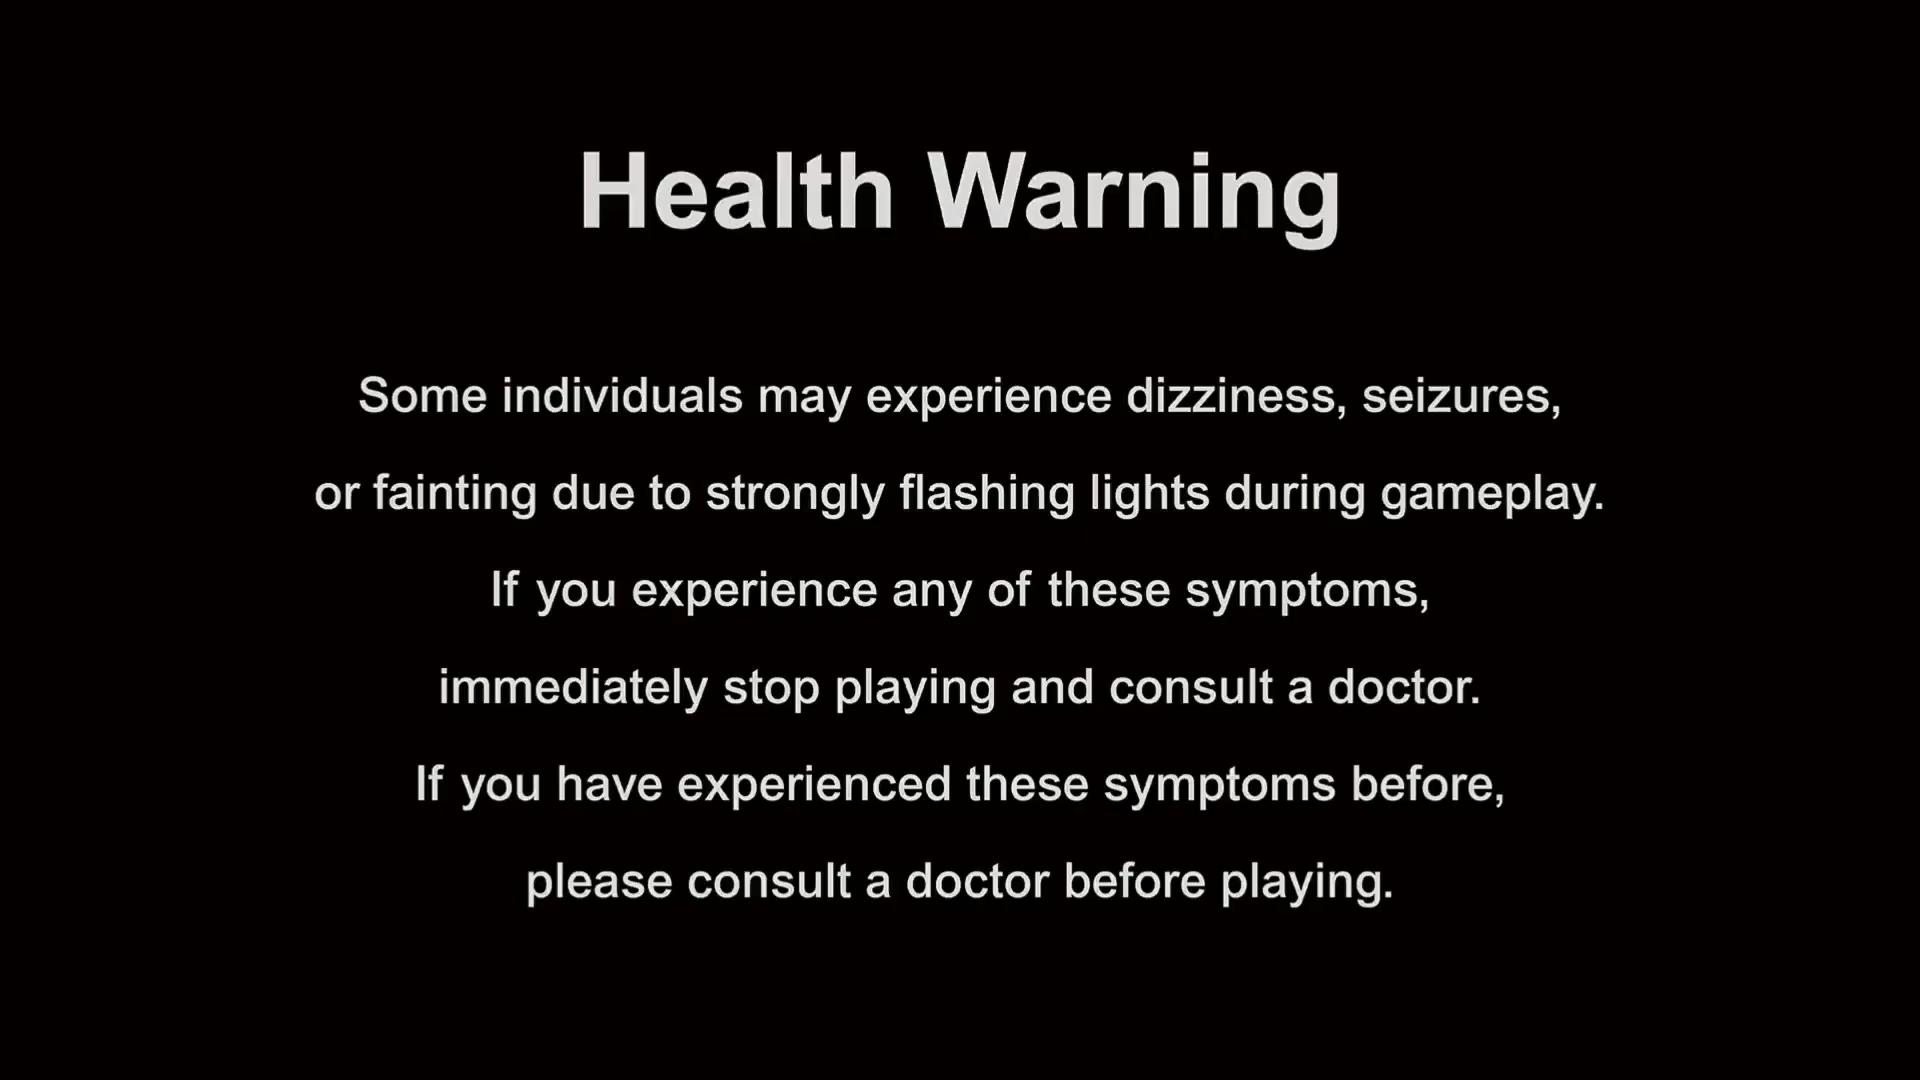 Health Warning
Some individuals may experience dizziness, seizures,
or fainting due to strongly flashing lights during gameplay.
If you experience any of these symptoms,
immediately stop playing and consult a doctor.
If you have experienced these symptoms before,
please consult a doctor before playing.